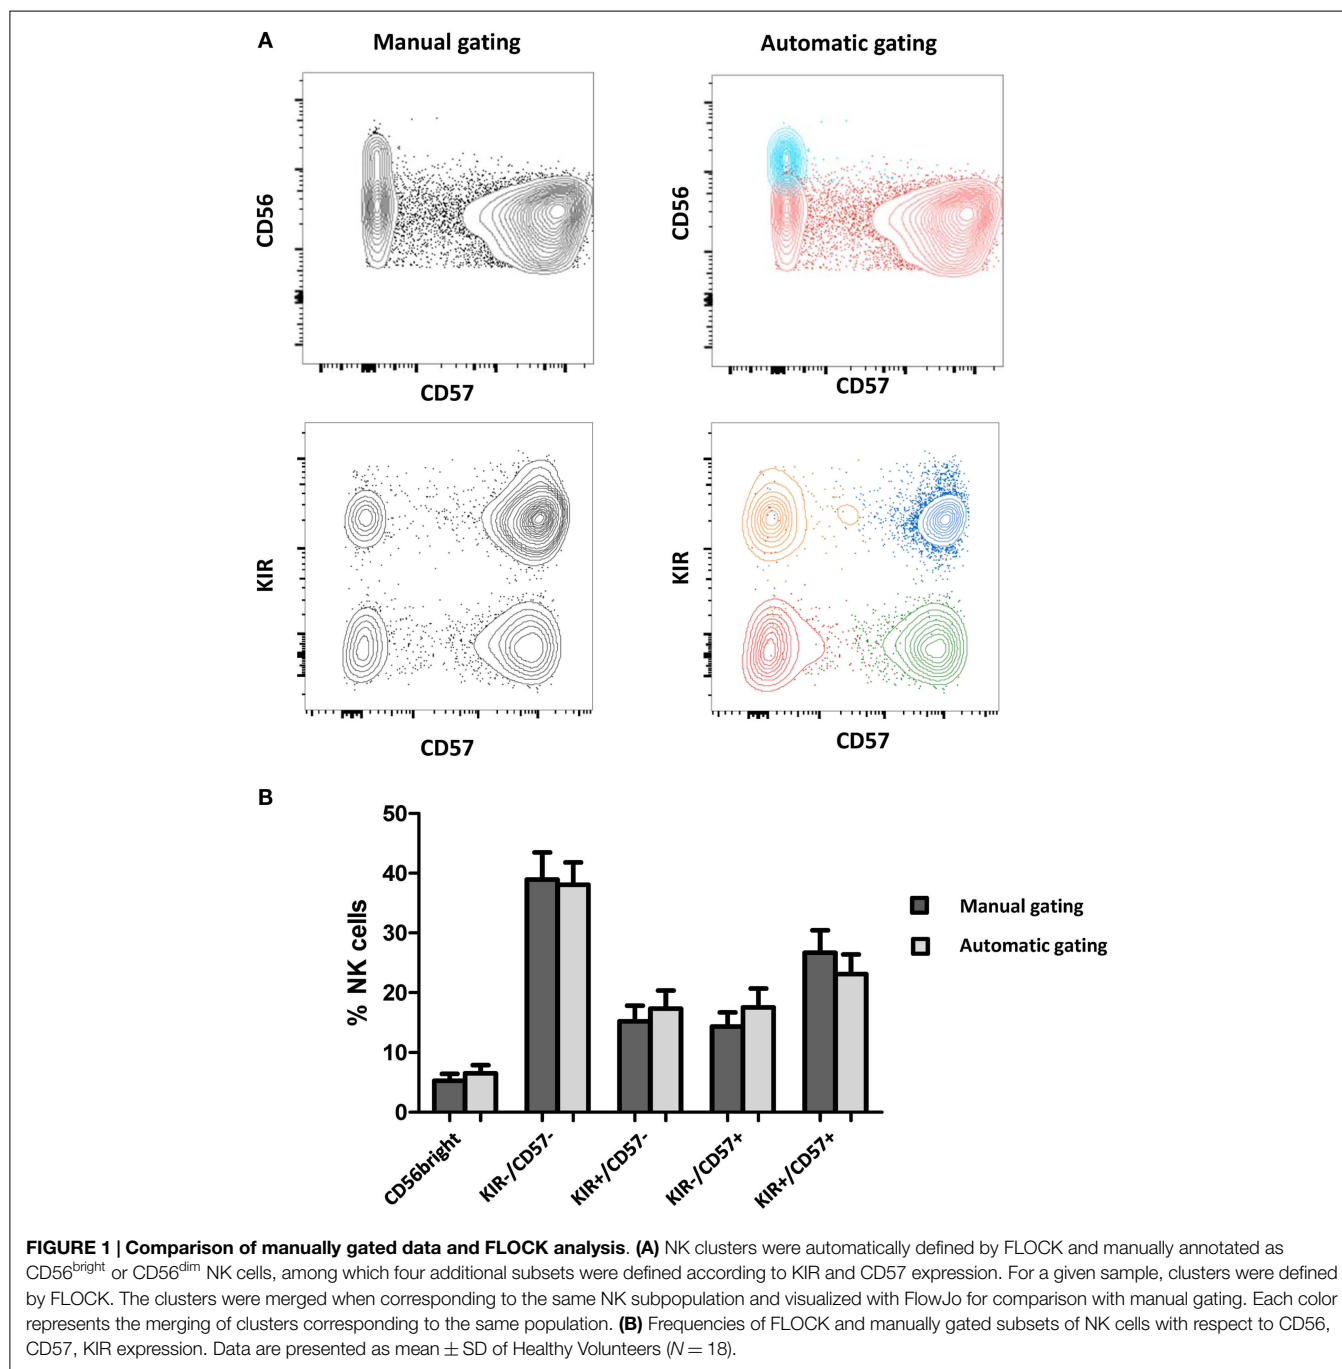 A
Manual gating
Automatic gating
CD56
CD57
CD56
CD57
KIR
CD57
KIR
CD57
B
% NK cells
50
40
30
20
10
0
CD56bright
KIR-/CD57-
KIR+/CD57-
KIR-/CD57+
KIR+/CD57+
Manual gating
Automatic gating
FIGURE 1 | Comparison of manually gated data and FLOCK analysis. (A) NK clusters were automatically defined by FLOCK and manually annotated as
CD56bright or CD56dim NK cells, among which four additional subsets were defined according to KIR and CD57 expression. For a given sample, clusters were defined
by FLOCK. The clusters were merged when corresponding to the same NK subpopulation and visualized with FlowJo for comparison with manual gating. Each color
represents the merging of clusters corresponding to the same population. (B) Frequencies of FLOCK and manually gated subsets of NK cells with respect to CD56,
CD57, KIR expression. Data are presented as mean ± SD of Healthy Volunteers (N = 18).